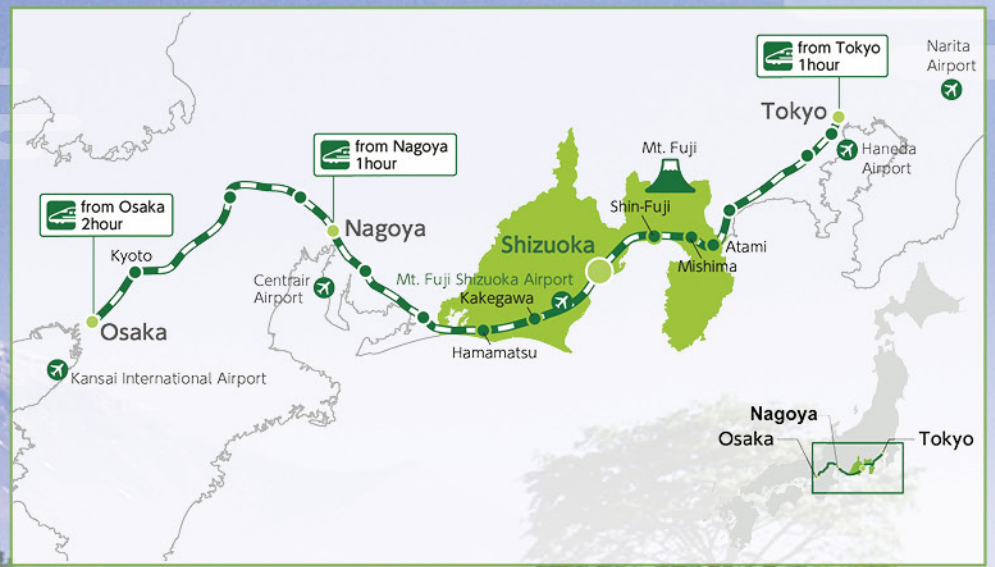 from Tokyo
1hour
Narita
Airport
Tokyo
Haneda
Airport
from Nagoya
1hour
Mt. Fuji
from Osaka
2hour
Shin-Fuji
Nagoya
Shizuoka
Kyoto
Atami
Mishima
Centrair
Airport
Mt. Fuji Shizuoka Airport
Kakegawa
Osaka
Hamamatsu
Kansai International Airport
Nagoya
Osaka
Tokyo